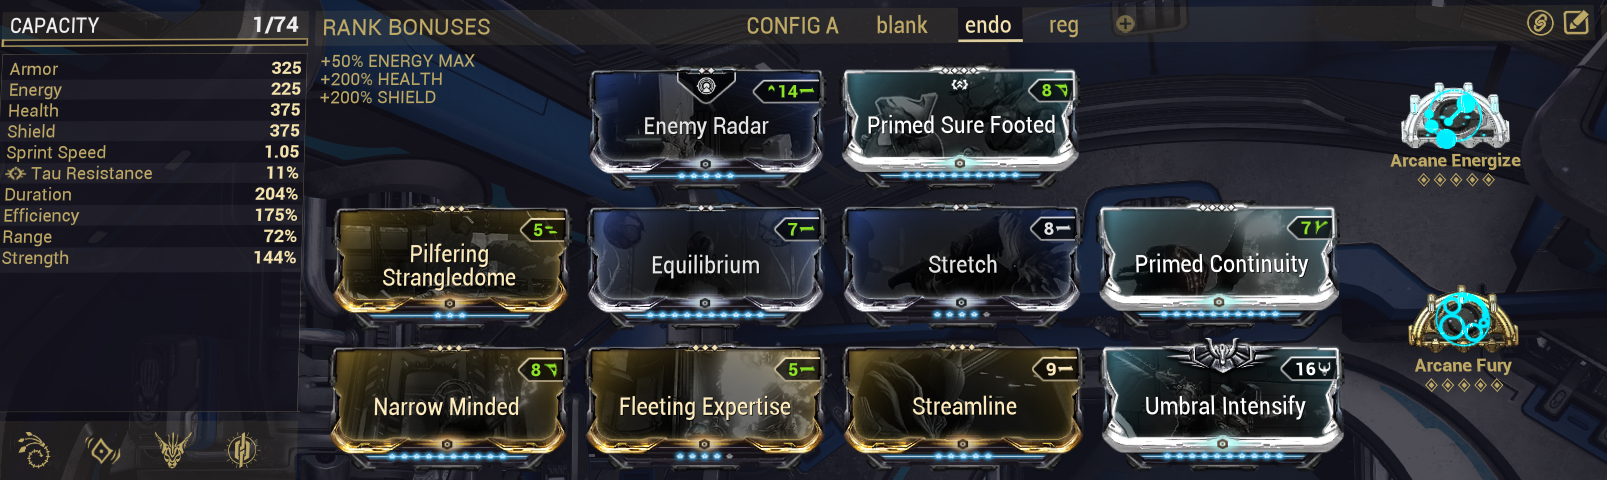 CAPACITY 1/74
Armor 325
Energy 225
Health 375
Shield 375
Sprint Speed 1.05
Tau Resistance 11%
Duration 204%
Efficiency 175%
Range 72%
Strength 144%
RANK BONUSES
+50% ENERGY MAX
+200% HEALTH
+200% SHIELD
CONFIG A blank endo reg
14 8
Enemy Radar Primed Sure Footed
5 7 8 7
Pilfering
Strangledome Equilibrium Stretch Primed Continuity
8 5 9 16
Narrow Minded Fleeting Expertise Streamline Umbral Intensify
Arcane Energize
Arcane Fury